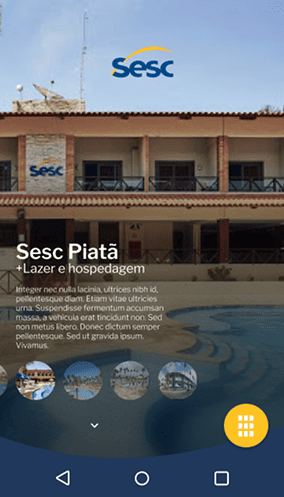 Sesc
Sesc
Sesc Piatã
+Lazer e hospedagem
Integer nec nulla lacinia, ultrices nibh id,
pellentesque diam. Etiam vitae ultricies
urna. Suspendisse fermentum accumsan
massa, a vehicula erat tincidunt non. Sed
non metus libero. Donec dictum semper
pellentesque. Sed ut gravida ipsum.
Vivamus.